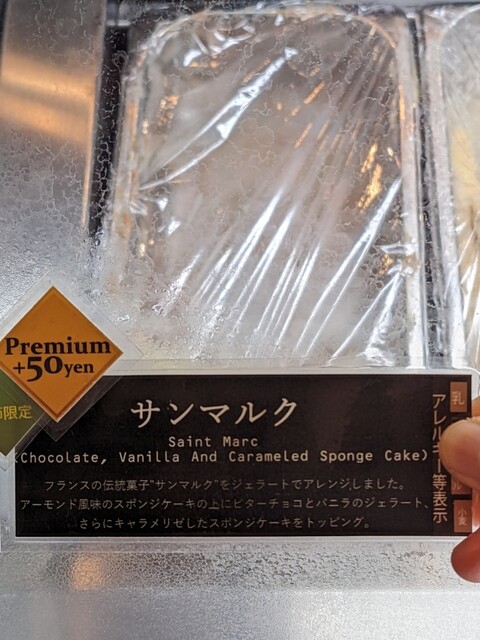 Premium
+50yen
限定
サンマルク
Saint Marc
(Chocolate, Vanilla And Carameled Sponge Cake)
フランスの伝統菓子"サンマルク"をジェラートでアレンジしました。
アーモンド風味のスポンジケーキの上にビターチョコとバニラのジェラート、
さらにキャラメリゼしたスポンジケーキをトッピング。
アレルギー等表示
乳
小麦